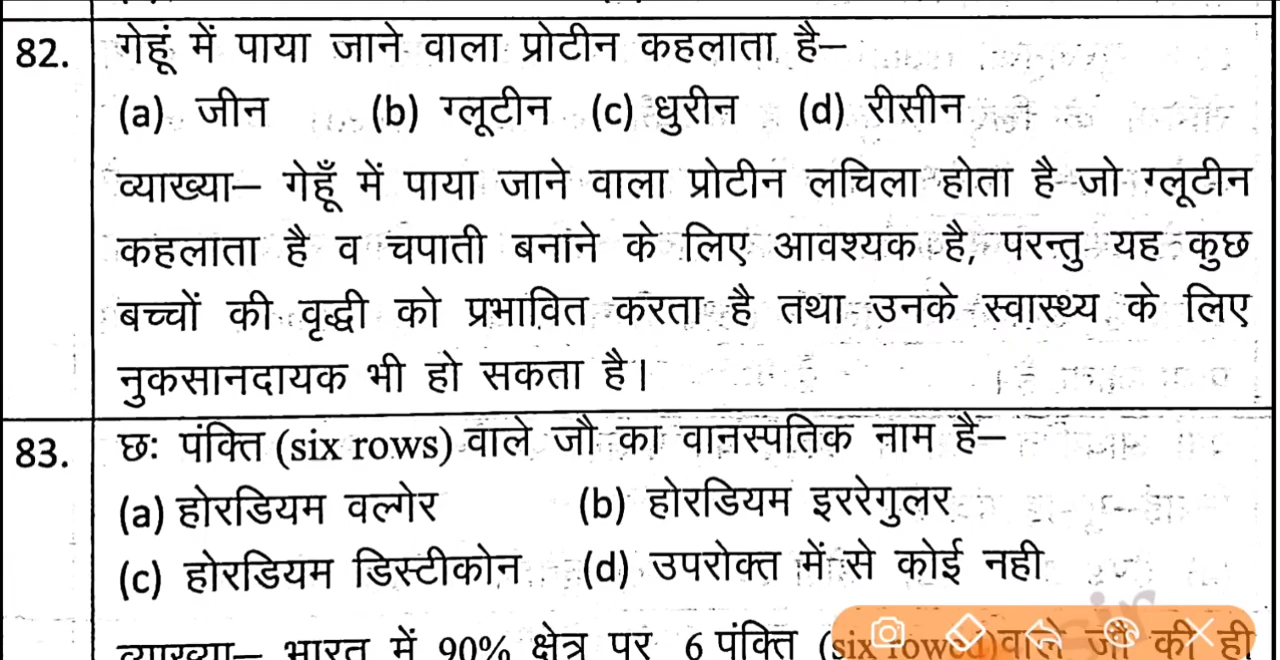 82. गेहूं में पाया जाने वाला प्रोटीन कहलाता है–
(a) जीन (b) ग्लूटीन (c) धुरीन (d) रीसीन
व्याख्या– गेहूँ में पाया जाने वाला प्रोटीन लचिला होता है जो ग्लूटीन
कहलाता है व चपाती बनाने के लिए आवश्यक है, परन्तु यह कुछ
बच्चों की वृद्धी को प्रभावित करता है तथा उनके स्वास्थ्य के लिए
नुकसानदायक भी हो सकता है।
83. छः पंक्ति (six rows) वाले जौ का वानस्पतिक नाम है–
(a) होरडियम वल्गेर (b) होरडियम इररेगुलर
(c) होरडियम डिस्टीकोन (d) उपरोक्त में से कोई नही
व्याख्या– भारत में 90% क्षेत्र पर 6 पंक्ति (six rowed) वाले जौ की ही